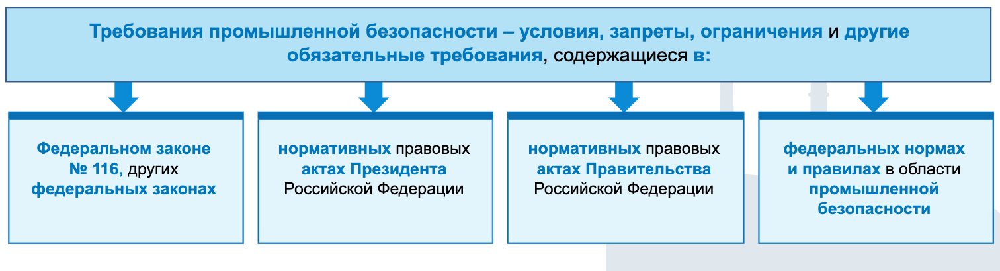 Требования промышленной безопасности – условия, запреты, ограничения и другие
обязательные требования, содержащиеся в:
Федеральном законе
№ 116, других
федеральных законах
нормативных правовых
актах Президента
Российской Федерации
нормативных правовых
актах Правительства
Российской Федерации
федеральных нормах
и правилах в области
промышленной
безопасности